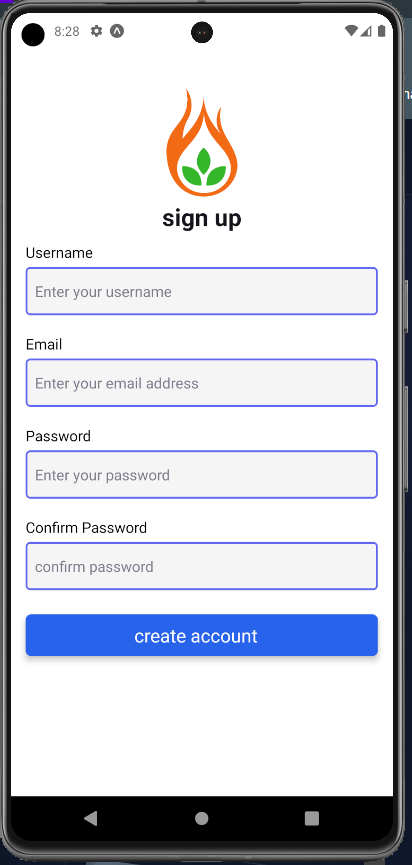 8:28
sign up
Username
Enter your username
Email
Enter your email address
Password
Enter your password
Confirm Password
confirm password
create account